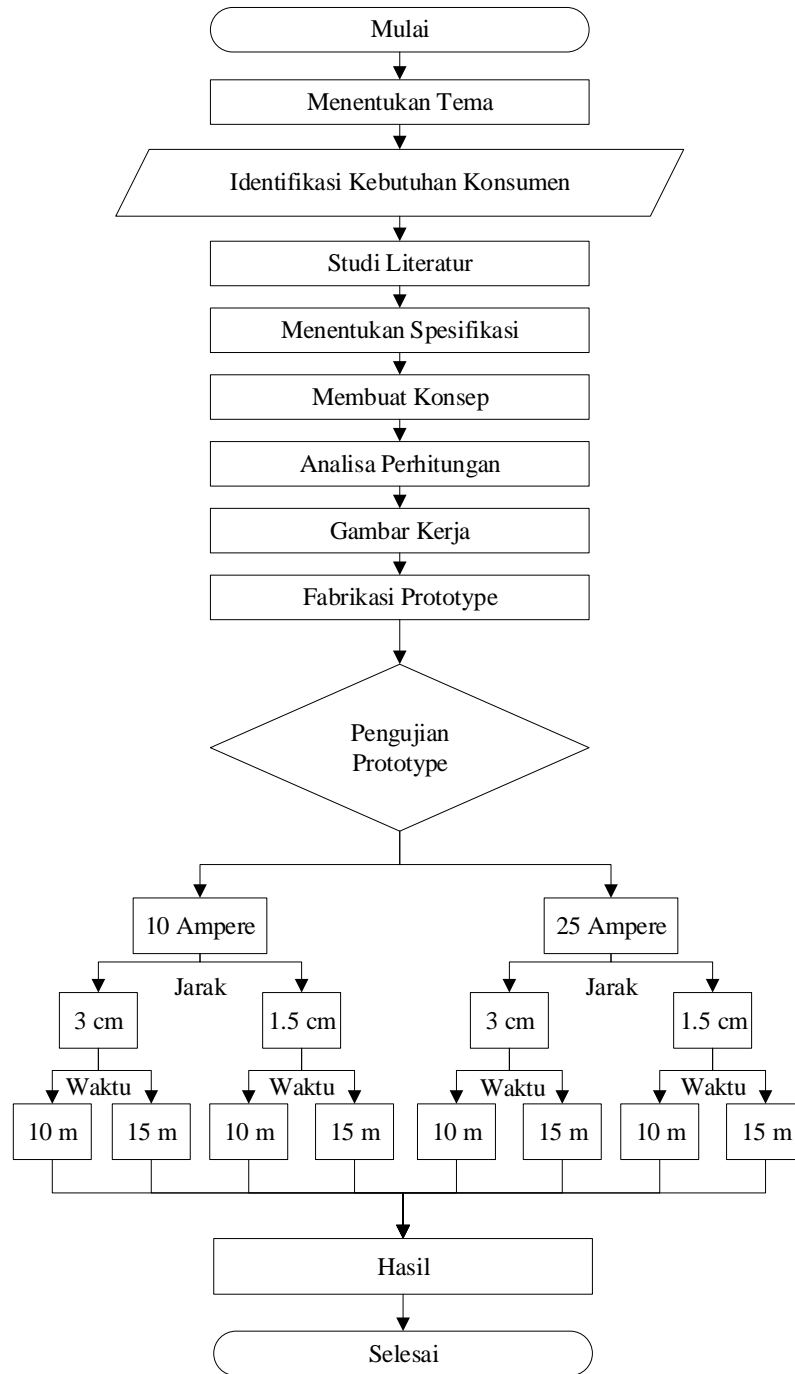 Mulai
Menentukan Tema
Identifikasi Kebutuhan Konsumen
Studi Literatur
Menentukan Spesifikasi
Membuat Konsep
Analisa Perhitungan
Gambar Kerja
Fabrikasi Prototype
Pengujian
Prototype
10 Ampere
25 Ampere
Jarak
Jarak
3 cm
1.5 cm
3 cm
1.5 cm
Waktu
Waktu
Waktu
Waktu
10 m
15 m
10 m
15 m
10 m
15 m
10 m
15 m
Hasil
Selesai